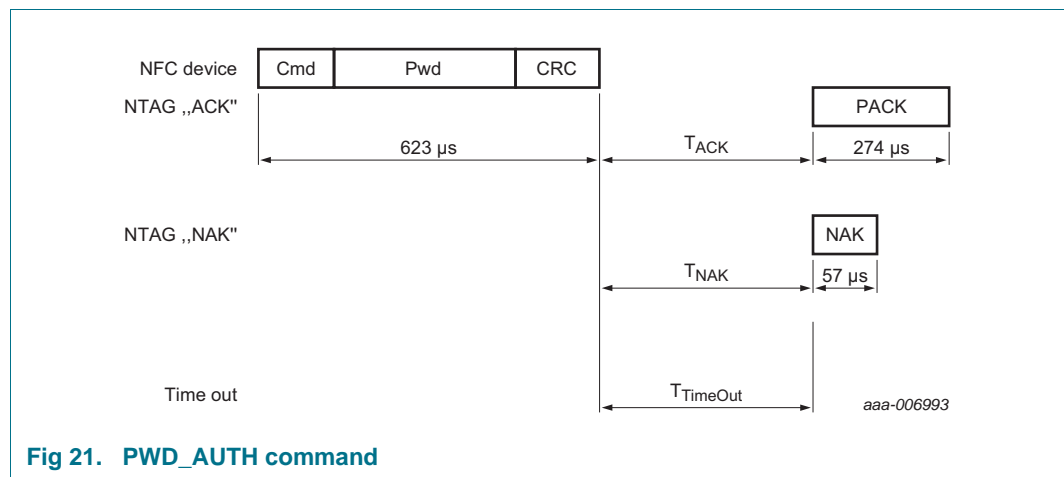 NFC device Cmd Pwd CRC
NTAG ,,ACK" PACK
623 µs TACK 274 µs
NTAG ,,NAK" NAK
TNAK 57 µs
Time out TTimeOut aaa-006993
Fig 21. PWD_AUTH command